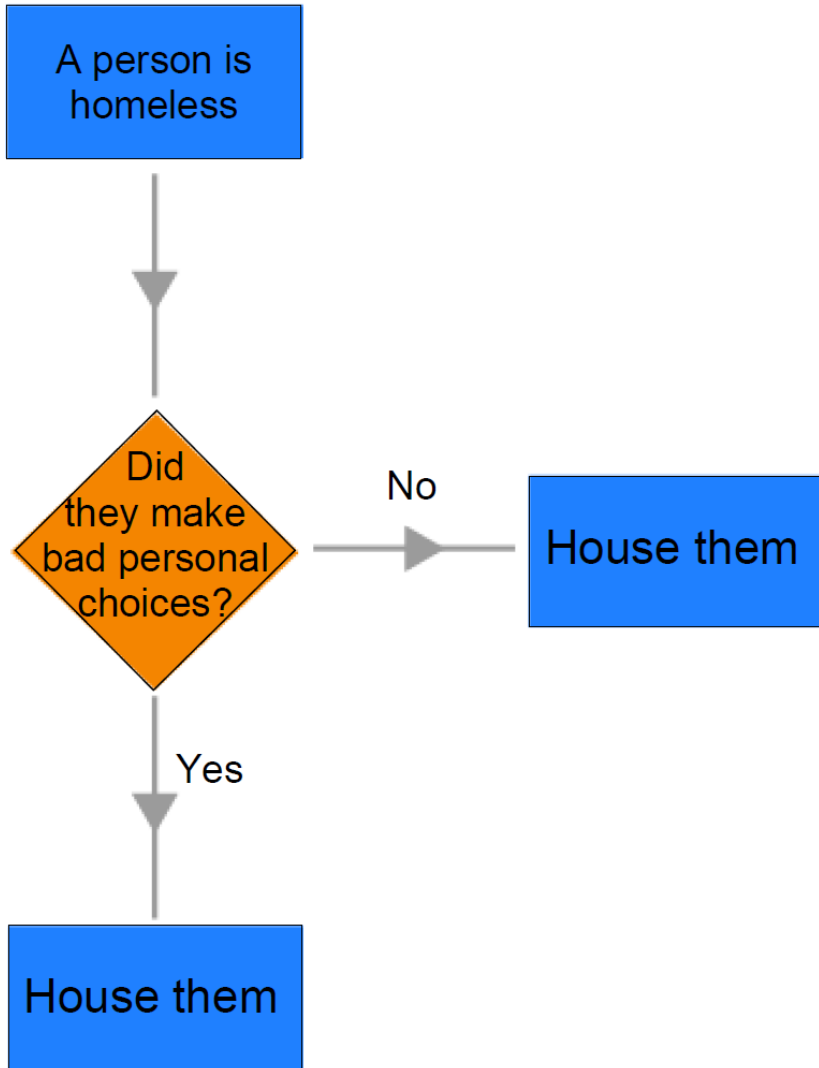 A person is
homeless
Did
they make
bad personal
choices?
No
House them
Yes
House them